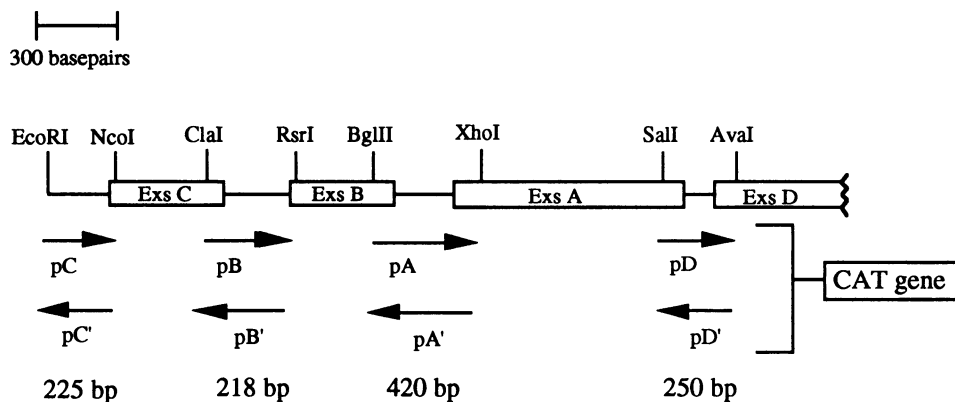 300 basepairs
EcoRI NcoI ClaI RsrI BglII XhoI SalI AvaI
Exs C Exs B Exs A Exs D
pC pB pA pD
CAT gene
pC' pB' pA' pD'
225 bp 218 bp 420 bp 250 bp